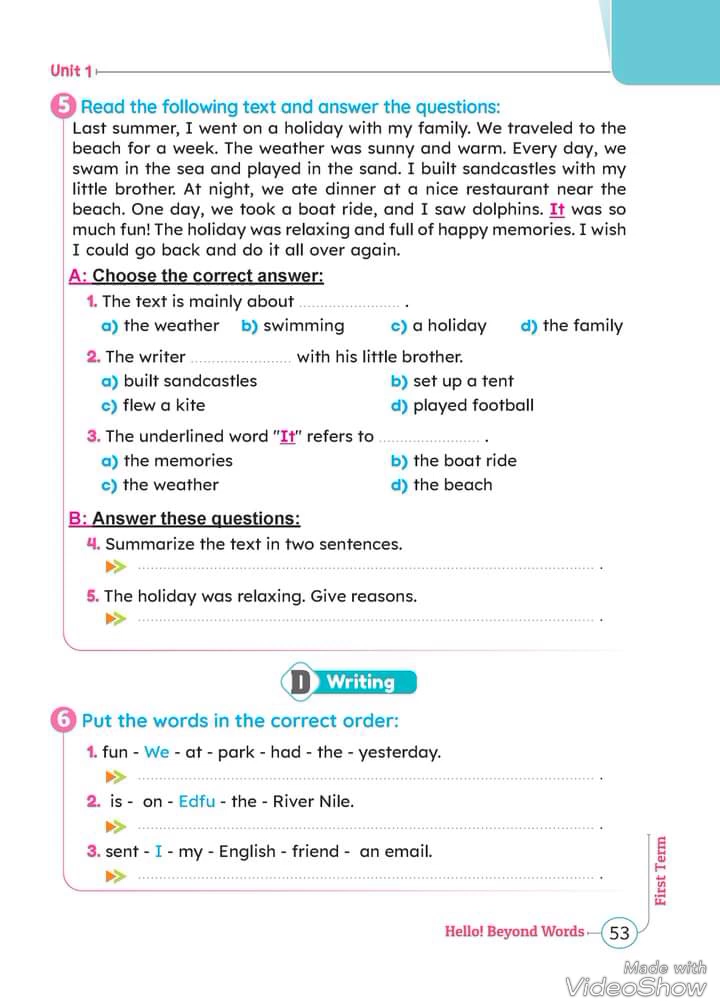 Unit 1
5 Read the following text and answer the questions:
Last summer, I went on a holiday with my family. We traveled to the
beach for a week. The weather was sunny and warm. Every day, we
swam in the sea and played in the sand. I built sandcastles with my
little brother. At night, we ate dinner at a nice restaurant near the
beach. One day, we took a boat ride, and I saw dolphins. It was so
much fun! The holiday was relaxing and full of happy memories. I wish
I could go back and do it all over again.
A: Choose the correct answer:
1. The text is mainly about ........................ .
a) the weather b) swimming c) a holiday d) the family
2. The writer ........................ with his little brother.
a) built sandcastles b) set up a tent
c) flew a kite d) played football
3. The underlined word "It" refers to ........................ .
a) the memories b) the boat ride
c) the weather d) the beach
B: Answer these questions:
4. Summarize the text in two sentences.
........................................................................ .
5. The holiday was relaxing. Give reasons.
........................................................................ .
D Writing
6 Put the words in the correct order:
1. fun - We - at - park - had - the - yesterday.
........................................................................ .
2. is - on - Edfu - the - River Nile.
........................................................................ .
3. sent - I - my - English - friend - an email.
........................................................................ .
First Term
Hello! Beyond Words 53
Made with
VideoShow